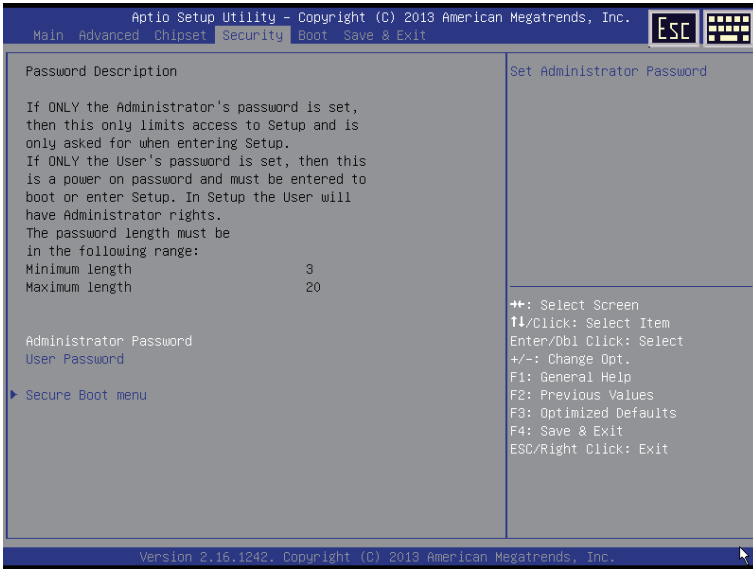 Aptio Setup Utility – Copyright (C) 2013 American Megatrends, Inc.
Main Advanced Chipset Security Boot Save & Exit
Esc
Password Description
If ONLY the Administrator's password is set,
then this only limits access to Setup and is
only asked for when entering Setup.
If ONLY the User's password is set, then this
is a power on password and must be entered to
boot or enter Setup. In Setup the User will
have Administrator rights.
The password length must be
in the following range:
Minimum length 3
Maximum length 20
Administrator Password
User Password
Secure Boot menu
Set Administrator Password
→←: Select Screen
↑↓/Click: Select Item
Enter/Dbl Click: Select
+/-: Change Opt.
F1: General Help
F2: Previous Values
F3: Optimized Defaults
F4: Save & Exit
ESC/Right Click: Exit
Version 2.16.1242. Copyright (C) 2013 American Megatrends, Inc.